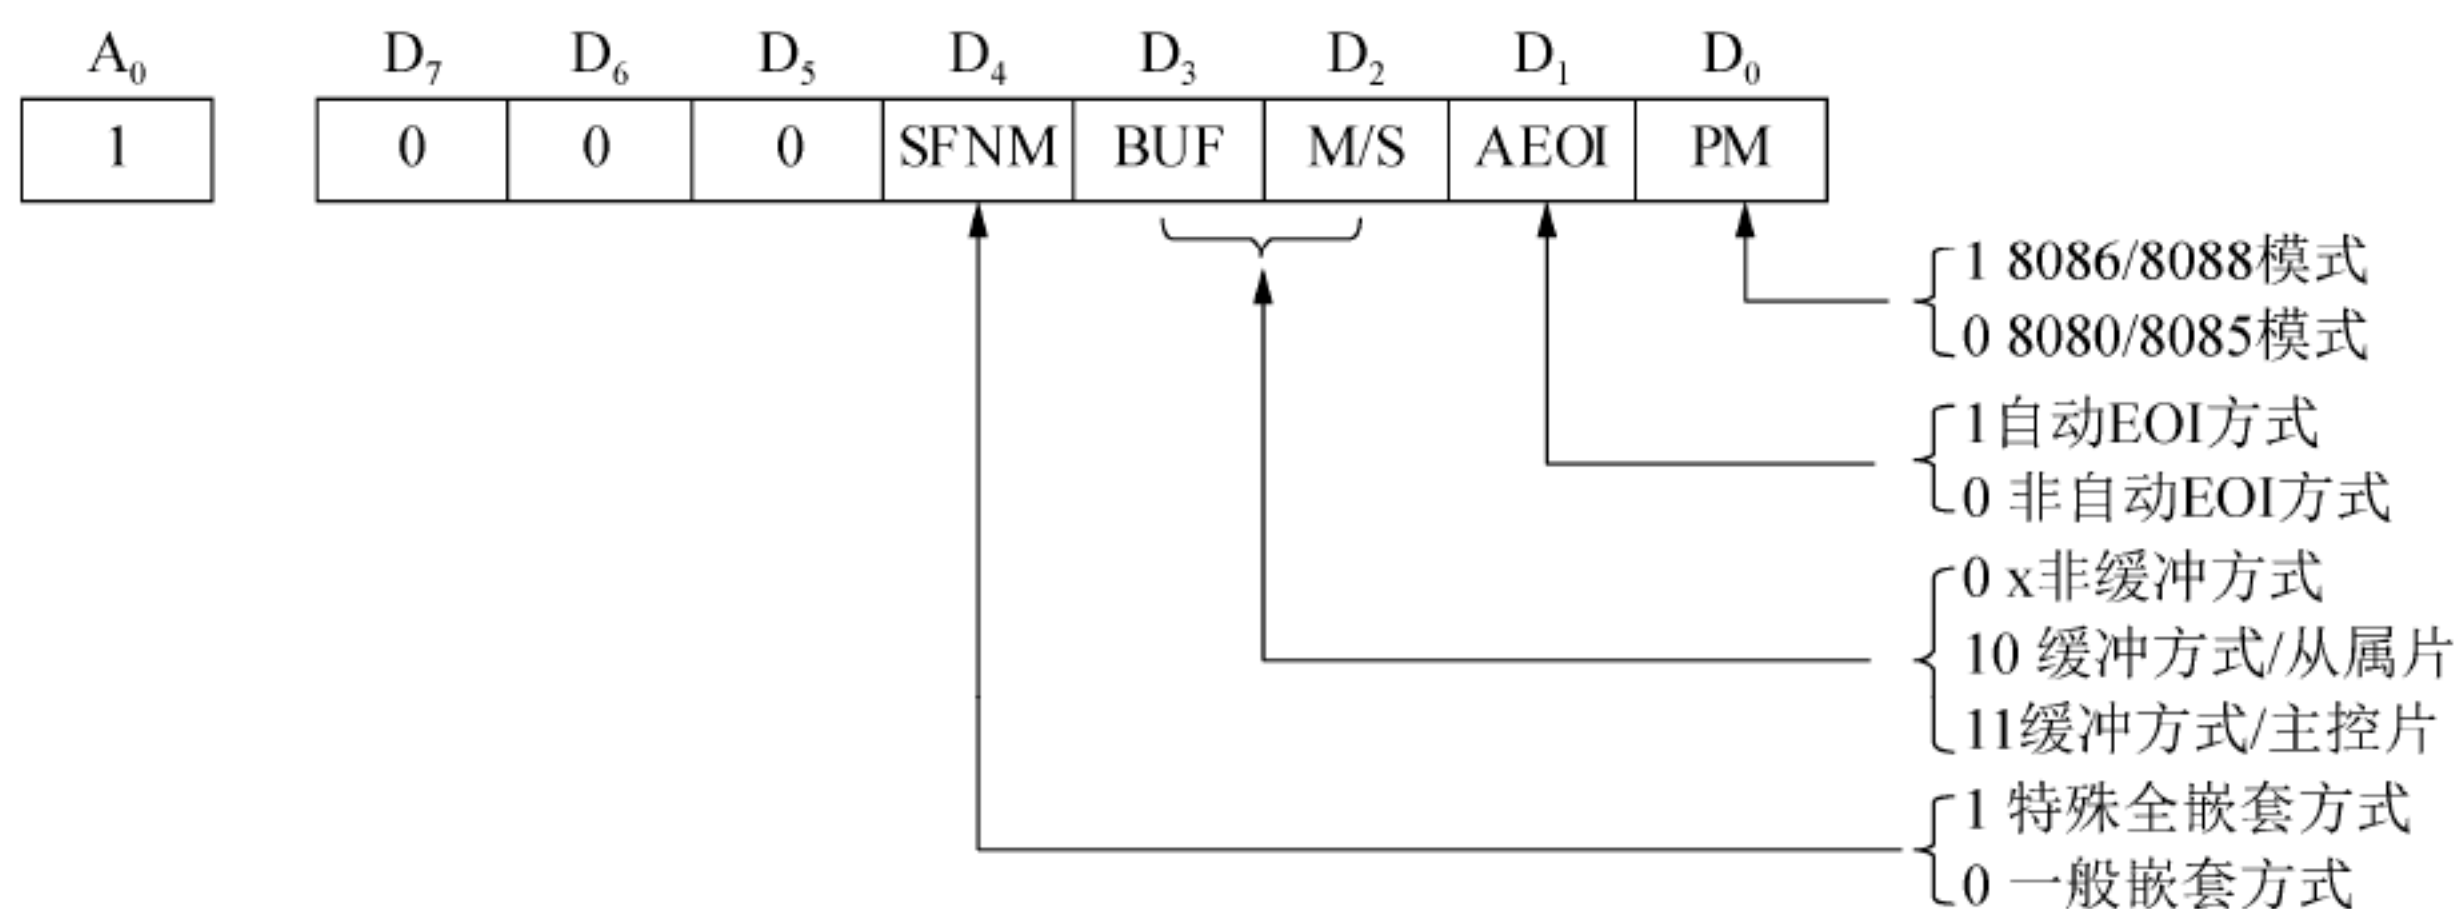 A₀ D₇ D₆ D₅ D₄ D₃ D₂ D₁ D₀
1 0 0 0 SFNM BUF M/S AEOI PM
1 8086/8088模式
0 8080/8085模式
1自动EOI方式
0 非自动EOI方式
0 x非缓冲方式
10 缓冲方式/从属片
11缓冲方式/主控片
1 特殊全嵌套方式
0 一般嵌套方式